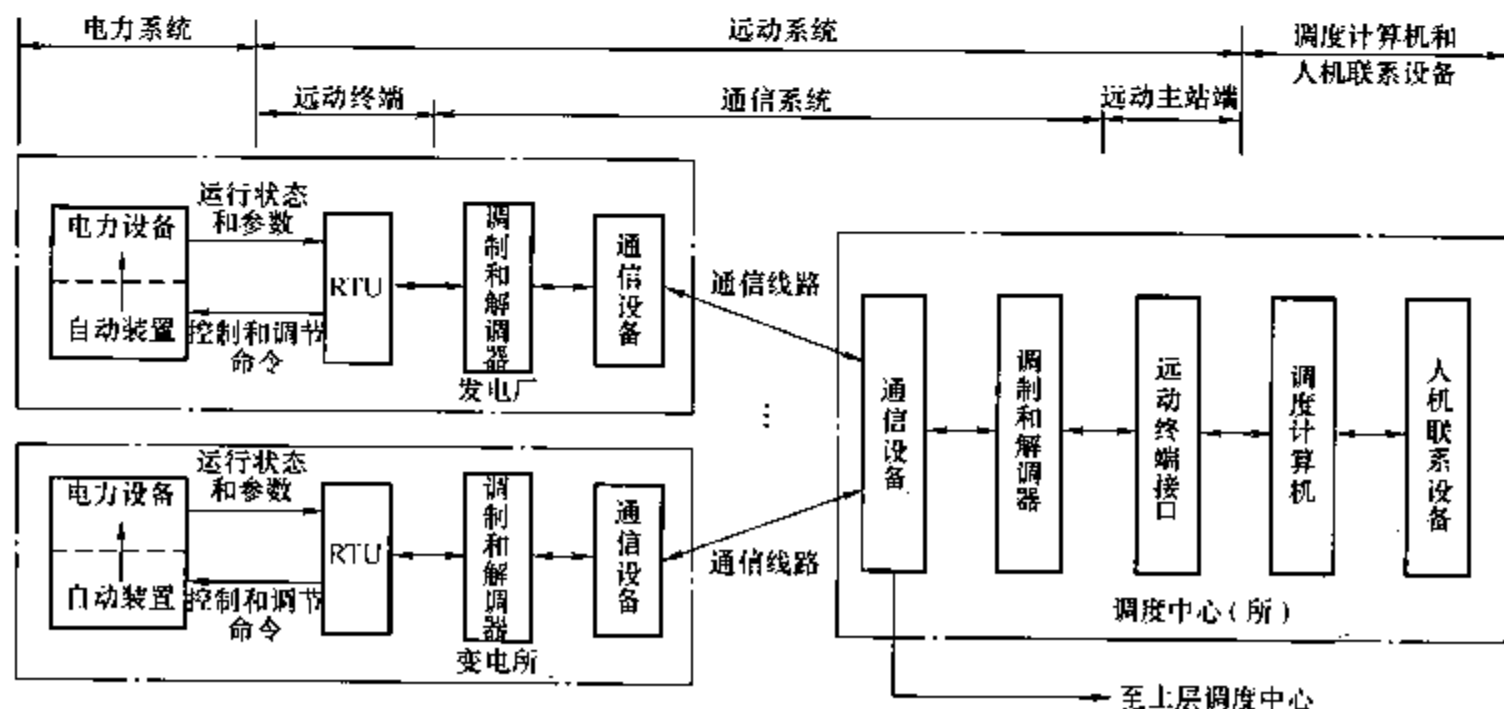 电力系统
远动系统
调度计算机和
人机联系设备
远动终端
通信系统
远动主站端
运行状态
和参数
电力设备
自动装置
控制和调节
命令
RTU
调制和解调器
通信设备
发电厂
通信线路
运行状态
和参数
电力设备
自动装置
控制和调节
命令
RTU
调制和解调器
通信设备
变电所
通信线路
通信设备
调制和解调器
远动终端接口
调度计算机
人机联系设备
调度中心(所)
至上层调度中心